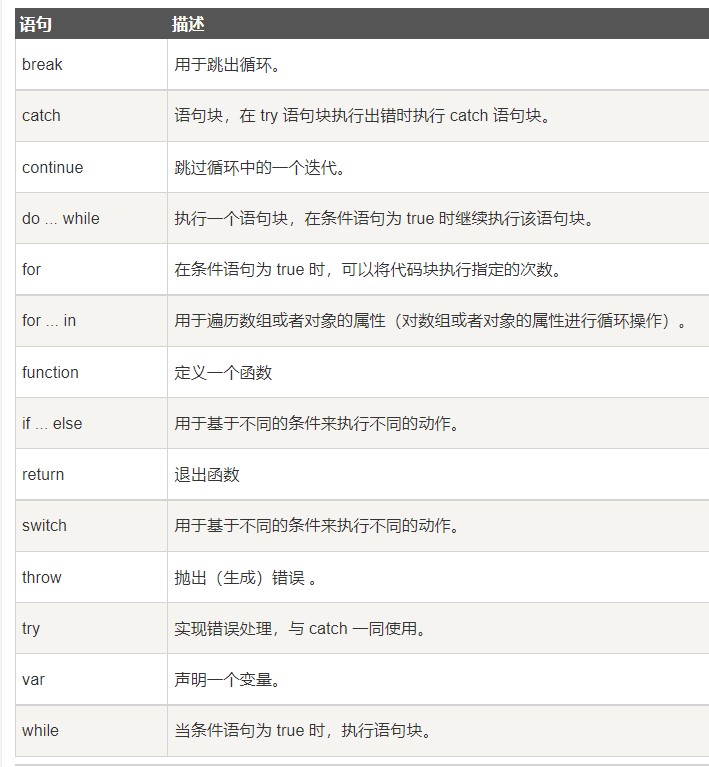 语句 描述
break 用于跳出循环。
catch 语句块，在 try 语句块执行出错时执行 catch 语句块。
continue 跳过循环中的一个迭代。
do ... while 执行一个语句块，在条件语句为 true 时继续执行该语句块。
for 在条件语句为 true 时，可以将代码块执行指定的次数。
for ... in 用于遍历数组或者对象的属性（对数组或者对象的属性进行循环操作）。
function 定义一个函数
if ... else 用于基于不同的条件来执行不同的动作。
return 退出函数
switch 用于基于不同的条件来执行不同的动作。
throw 抛出（生成）错误 。
try 实现错误处理，与 catch 一同使用。
var 声明一个变量。
while 当条件语句为 true 时，执行语句块。